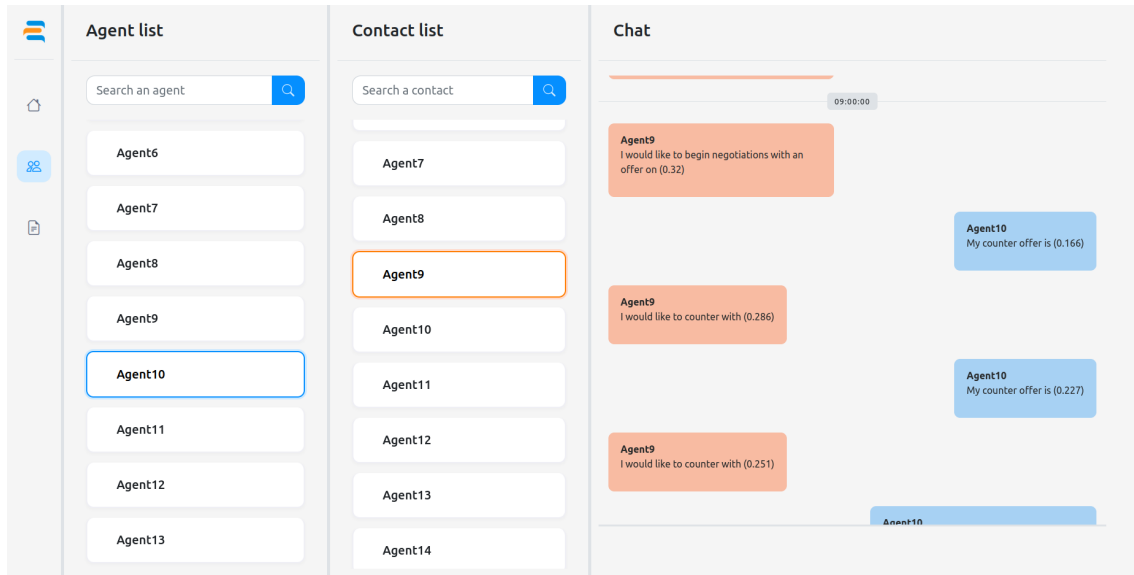 Agent list
Search an agent
Agent6
Agent7
Agent8
Agent9
Agent10
Agent11
Agent12
Agent13
Contact list
Search a contact
Agent7
Agent8
Agent9
Agent10
Agent11
Agent12
Agent13
Agent14
Chat
09:00:00
Agent9
I would like to begin negotiations with an
offer on (0.32)
Agent10
My counter offer is (0.166)
Agent9
I would like to counter with (0.286)
Agent10
My counter offer is (0.227)
Agent9
I would like to counter with (0.251)
Agent10